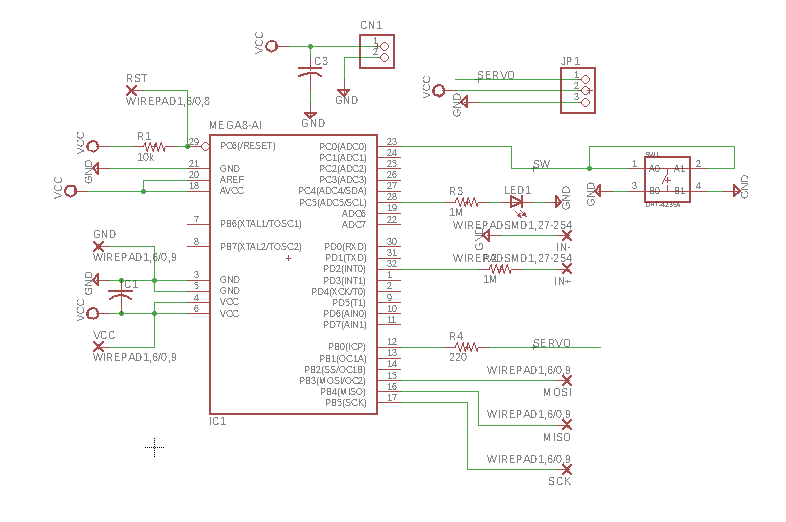 CN1
VCC
1
2
C3
GND
GND
RST
WIREPAD1,6/0,8
JP1
SERVO
1
VCC
2
GND
3
MEGA8-AI
R1
10k
VCC
29
PC6(/RESET)
GND
21
GND
20
AREF
VCC
18
AVCC
7
PB6(XTAL1/TOSC1)
8
PB7(XTAL2/TOSC2)
GND
WIREPAD1,6/0,9
GND
3
GND
C1
5
GND
4
VCC
VCC
6
VCC
VCC
WIREPAD1,6/0,9
PC0(ADC0) 23
PC1(ADC1) 24
PC2(ADC2) 25
PC3(ADC3) 26
PC4(ADC4/SDA) 27
PC5(ADC5/SCL) 28
ADC6 19
ADC7 22
PD0(RXD) 30
PD1(TXD) 31
PD2(INT0) 32
PD3(INT1) 1
PD4(XCK/T0) 2
PD5(T1) 9
PD6(AIN0) 10
PD7(AIN1) 11
PB0(ICP) 12
PB1(OC1A) 13
PB2(SS/OC1B) 14
PB3(MOSI/OC2) 15
PB4(MISO) 16
PB5(SCK) 17
IC1
SW
SW1
1 A0 A1 2
GND 3 B0 B1 4 GND
R3
1M
LED1
GND
WIREPADSMD1,27-254
GND
IN-
WIREPADSMD1,27-254
R2
1M
IN+
R4
220
SERVO
WIREPAD1,6/0,9
MOSI
WIREPAD1,6/0,9
MISO
WIREPAD1,6/0,9
SCK